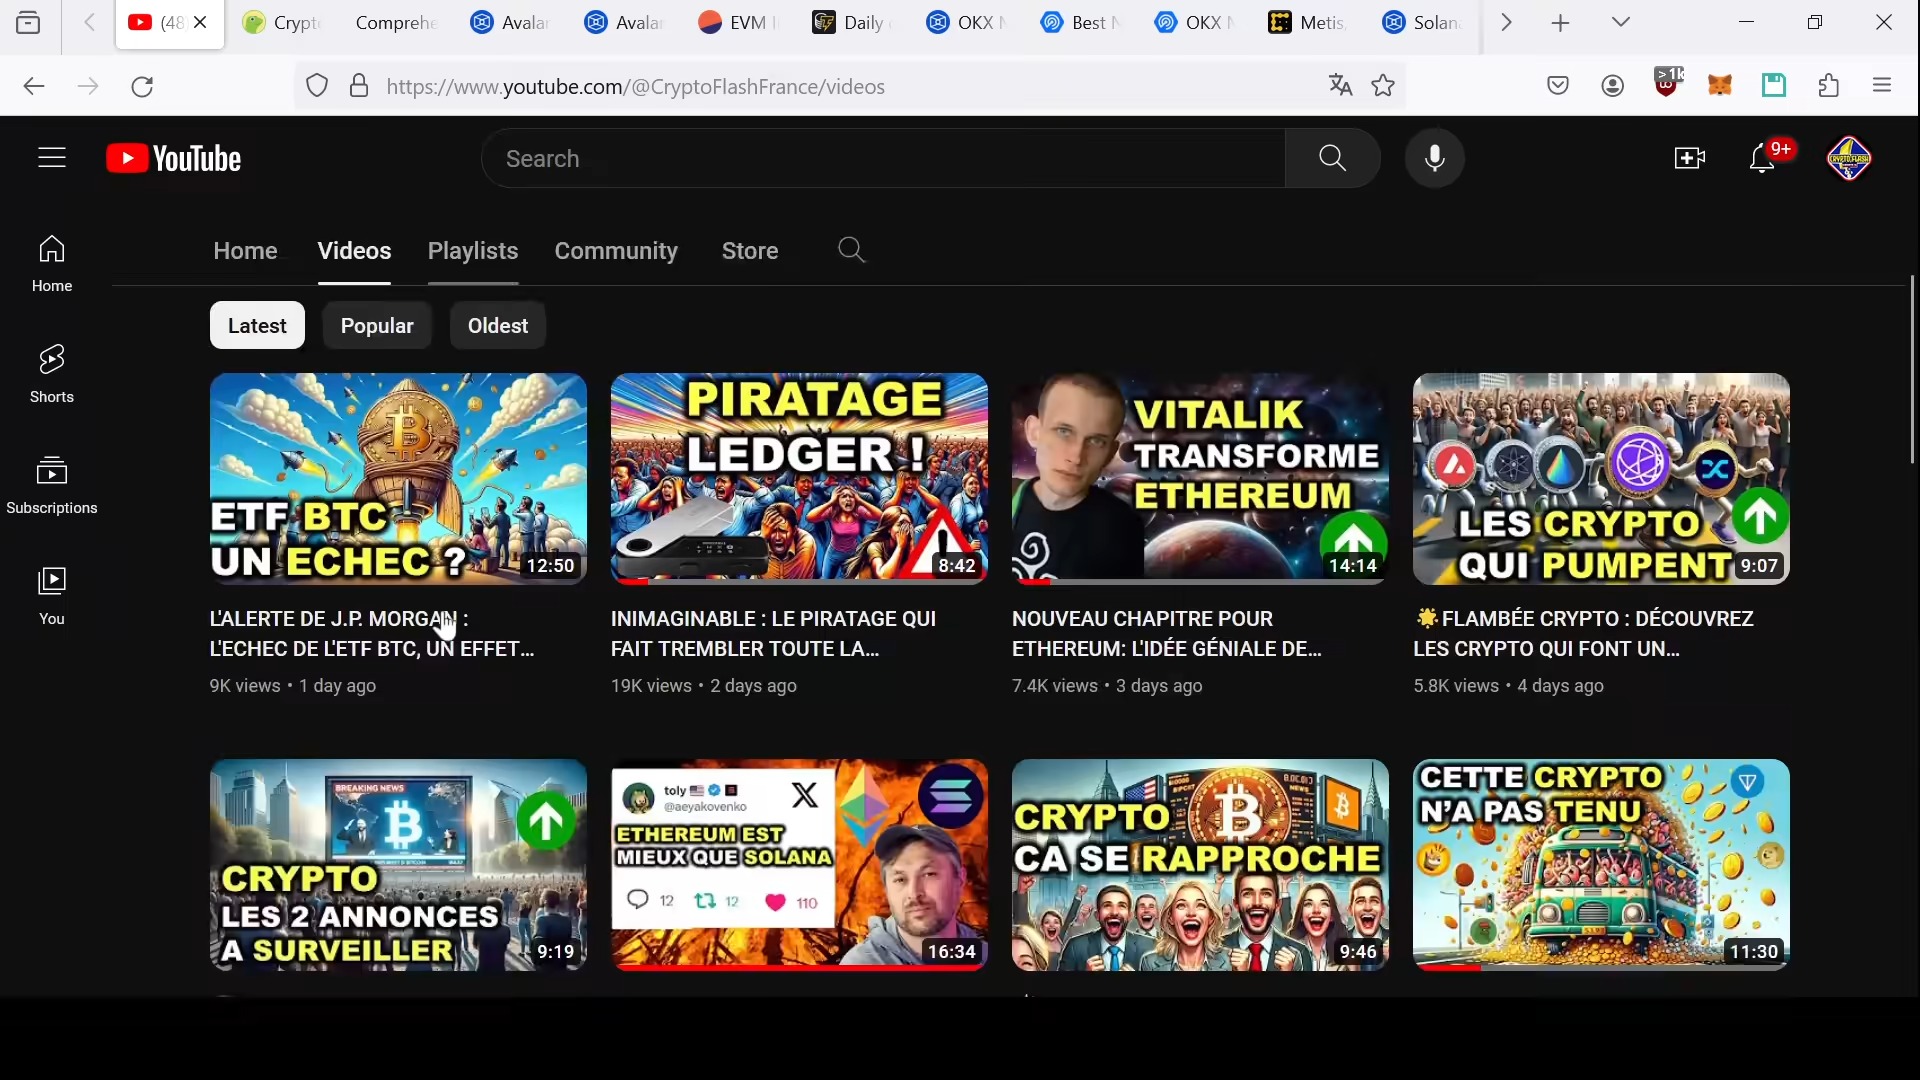 (48
Crypt
Comprehe
Avalan
Avalan
EVM I
Daily
OKX N
Best N
OKX N
Metis,
Solan
https://www.youtube.com/@CryptoFlashFrance/videos
>1k
YouTube
Search
9+
Home
Videos
Playlists
Community
Store
Home
Shorts
Subscriptions
You
Latest
Popular
Oldest
ETF BTC
UN ECHEC ?
12:50
L'ALERTE DE J.P. MORGAN :
L'ECHEC DE L'ETF BTC, UN EFFET...
9K views • 1 day ago
PIRATAGE
LEDGER !
8:42
INIMAGINABLE : LE PIRATAGE QUI
FAIT TREMBLER TOUTE LA...
19K views • 2 days ago
VITALIK
TRANSFORME
ETHEREUM
14:14
NOUVEAU CHAPITRE POUR
ETHEREUM: L'IDÉE GÉNIALE DE...
7.4K views • 3 days ago
LES CRYPTO
QUI PUMPENT
9:07
🌟FLAMBÉE CRYPTO : DÉCOUVREZ
LES CRYPTO QUI FONT UN...
5.8K views • 4 days ago
BREAKING NEWS
CRYPTO
LES 2 ANNONCES
A SURVEILLER
9:19
toly
@aeyakovenko
ETHEREUM EST
MIEUX QUE SOLANA
12
12
110
16:34
CRYPTO
CA SE RAPPROCHE
9:46
CETTE CRYPTO
N'A PAS TENU
11:30